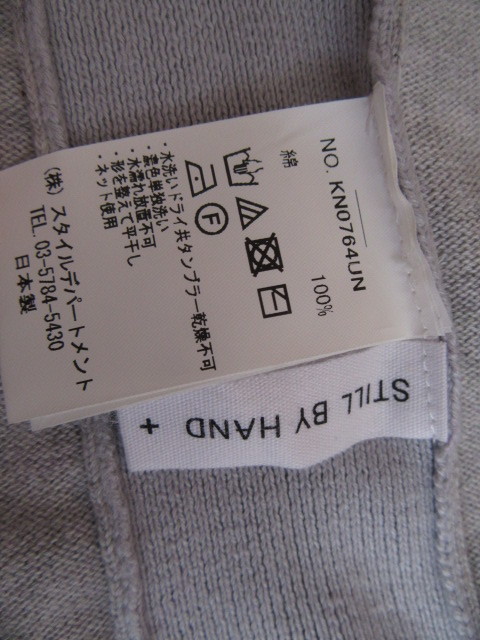 NO. KN0764UN
綿 100%
・水洗いドライ共タンブラー乾燥不可
・濃色単独洗い
・水濡れ放置不可
・形を整えて平干し
・ネット使用
(株) スタイルデパートメント
TEL. 03-5784-5430
日本製
STILL BY HAND +